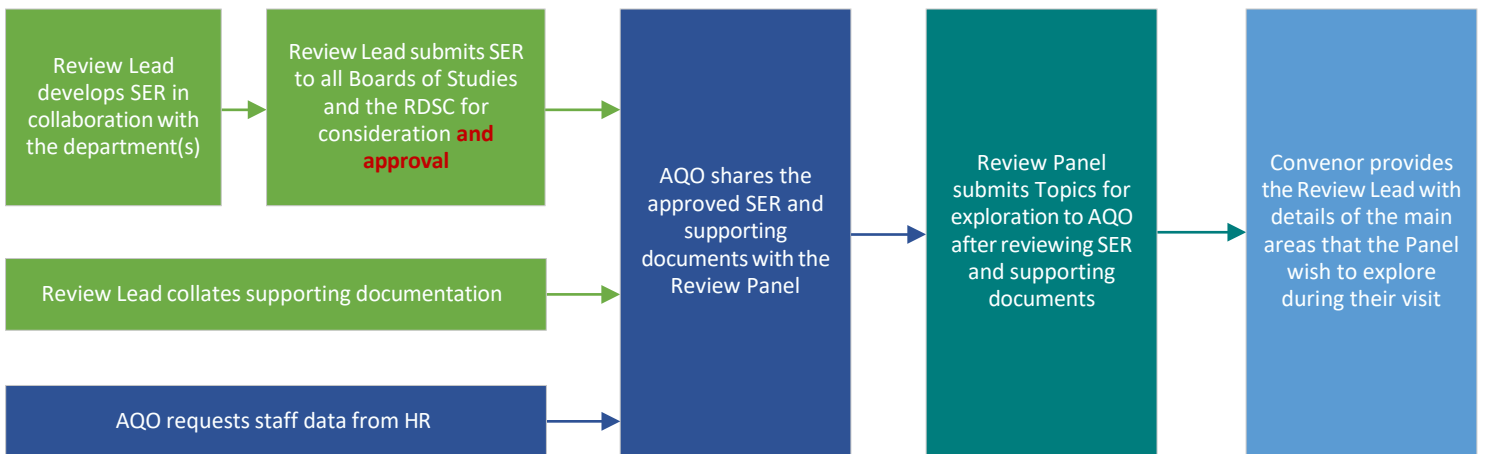 Review Lead
develops SER in
collaboration with
the department(s)
Review Lead submits SER
to all Boards of Studies
and the RDSC for
consideration and
approval
Review Lead collates supporting documentation
AQO requests staff data from HR
AQO shares the
approved SER and
supporting
documents with the
Review Panel
Review Panel
submits Topics for
exploration to AQO
after reviewing SER
and supporting
documents
Convenor provides
the Review Lead with
details of the main
areas that the Panel
wish to explore
during their visit